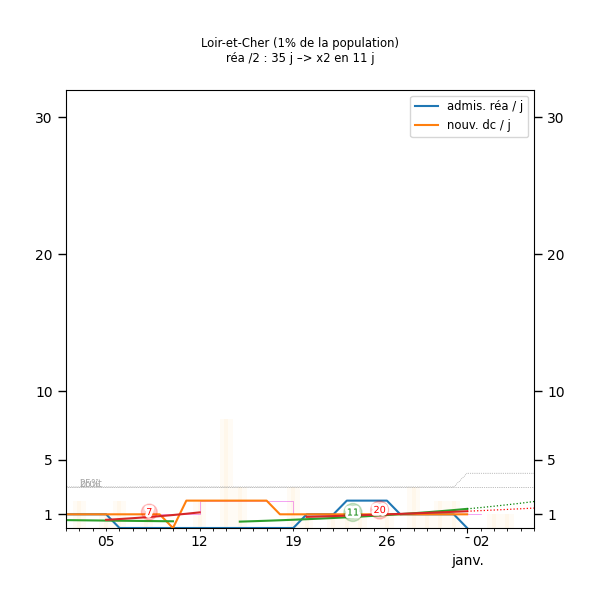 Loir-et-Cher (1% de la population)
réa /2 : 35 j –> x2 en 11 j
admis. réa / j
nouv. dc / j
30 30
20 20
10 10
5 5
7 11 20
1 1
05 12 19 26 02
janv.